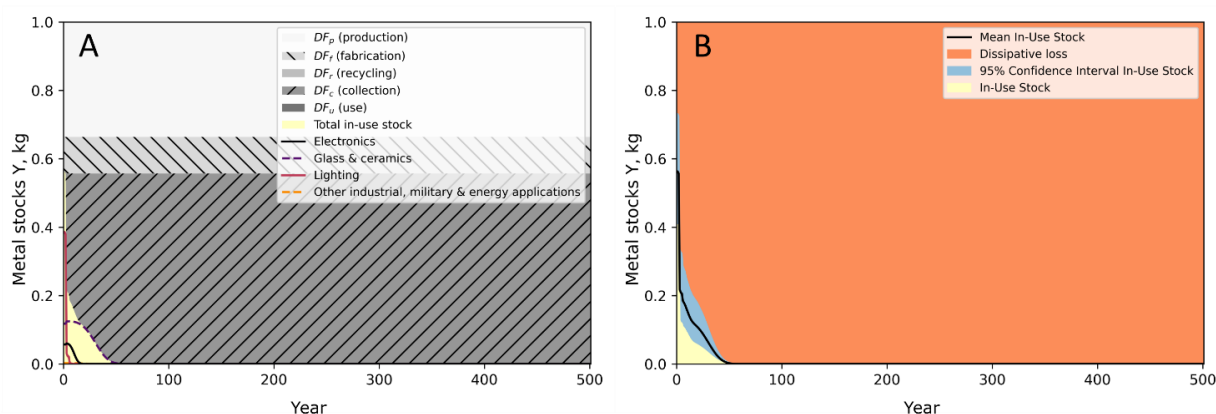 A
Metal stocks Y, kg
1.0
0.8
0.6
0.4
0.2
0.0
DFp (production)
DFf (fabrication)
DFr (recycling)
DFc (collection)
DFu (use)
Total in-use stock
Electronics
Glass & ceramics
Lighting
Other industrial, military & energy applications
0 100 200 300 400 500
Year
B
Metal stocks Y, kg
1.0
0.8
0.6
0.4
0.2
0.0
Mean In-Use Stock
Dissipative loss
95% Confidence Interval In-Use Stock
In-Use Stock
0 100 200 300 400 500
Year